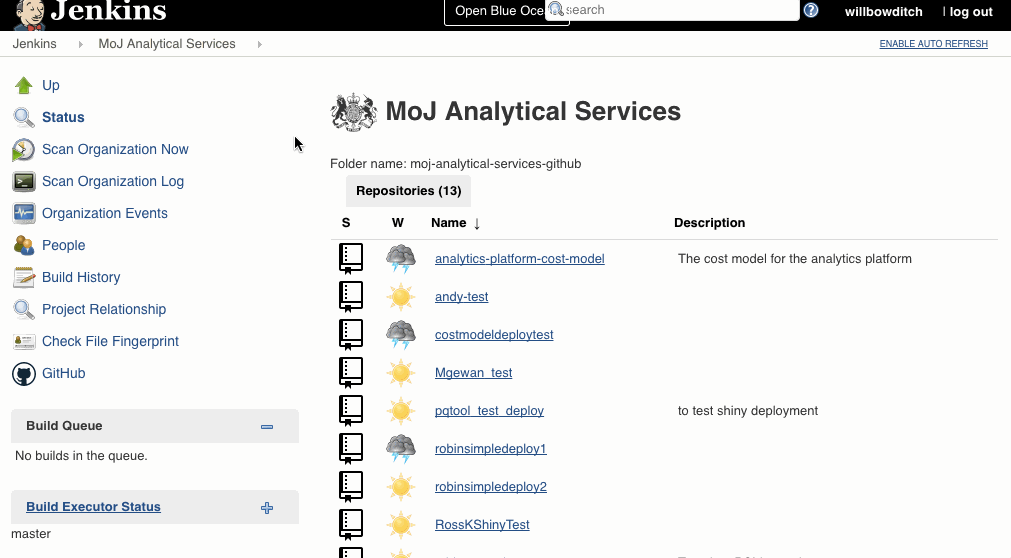 Jenkins
Open Blue Oce
search
willbowditch
| log out
Jenkins
MoJ Analytical Services
ENABLE AUTO REFRESH
Up
Status
Scan Organization Now
Scan Organization Log
Organization Events
People
Build History
Project Relationship
Check File Fingerprint
GitHub
Build Queue
No builds in the queue.
Build Executor Status
master
MoJ Analytical Services
Folder name: moj-analytical-services-github
Repositories (13)
S W Name ↓ Description
analytics-platform-cost-model The cost model for the analytics platform
andy-test
costmodeldeploytest
Mgewan_test
pqtool_test_deploy to test shiny deployment
robinsimpledeploy1
robinsimpledeploy2
RossKShinyTest